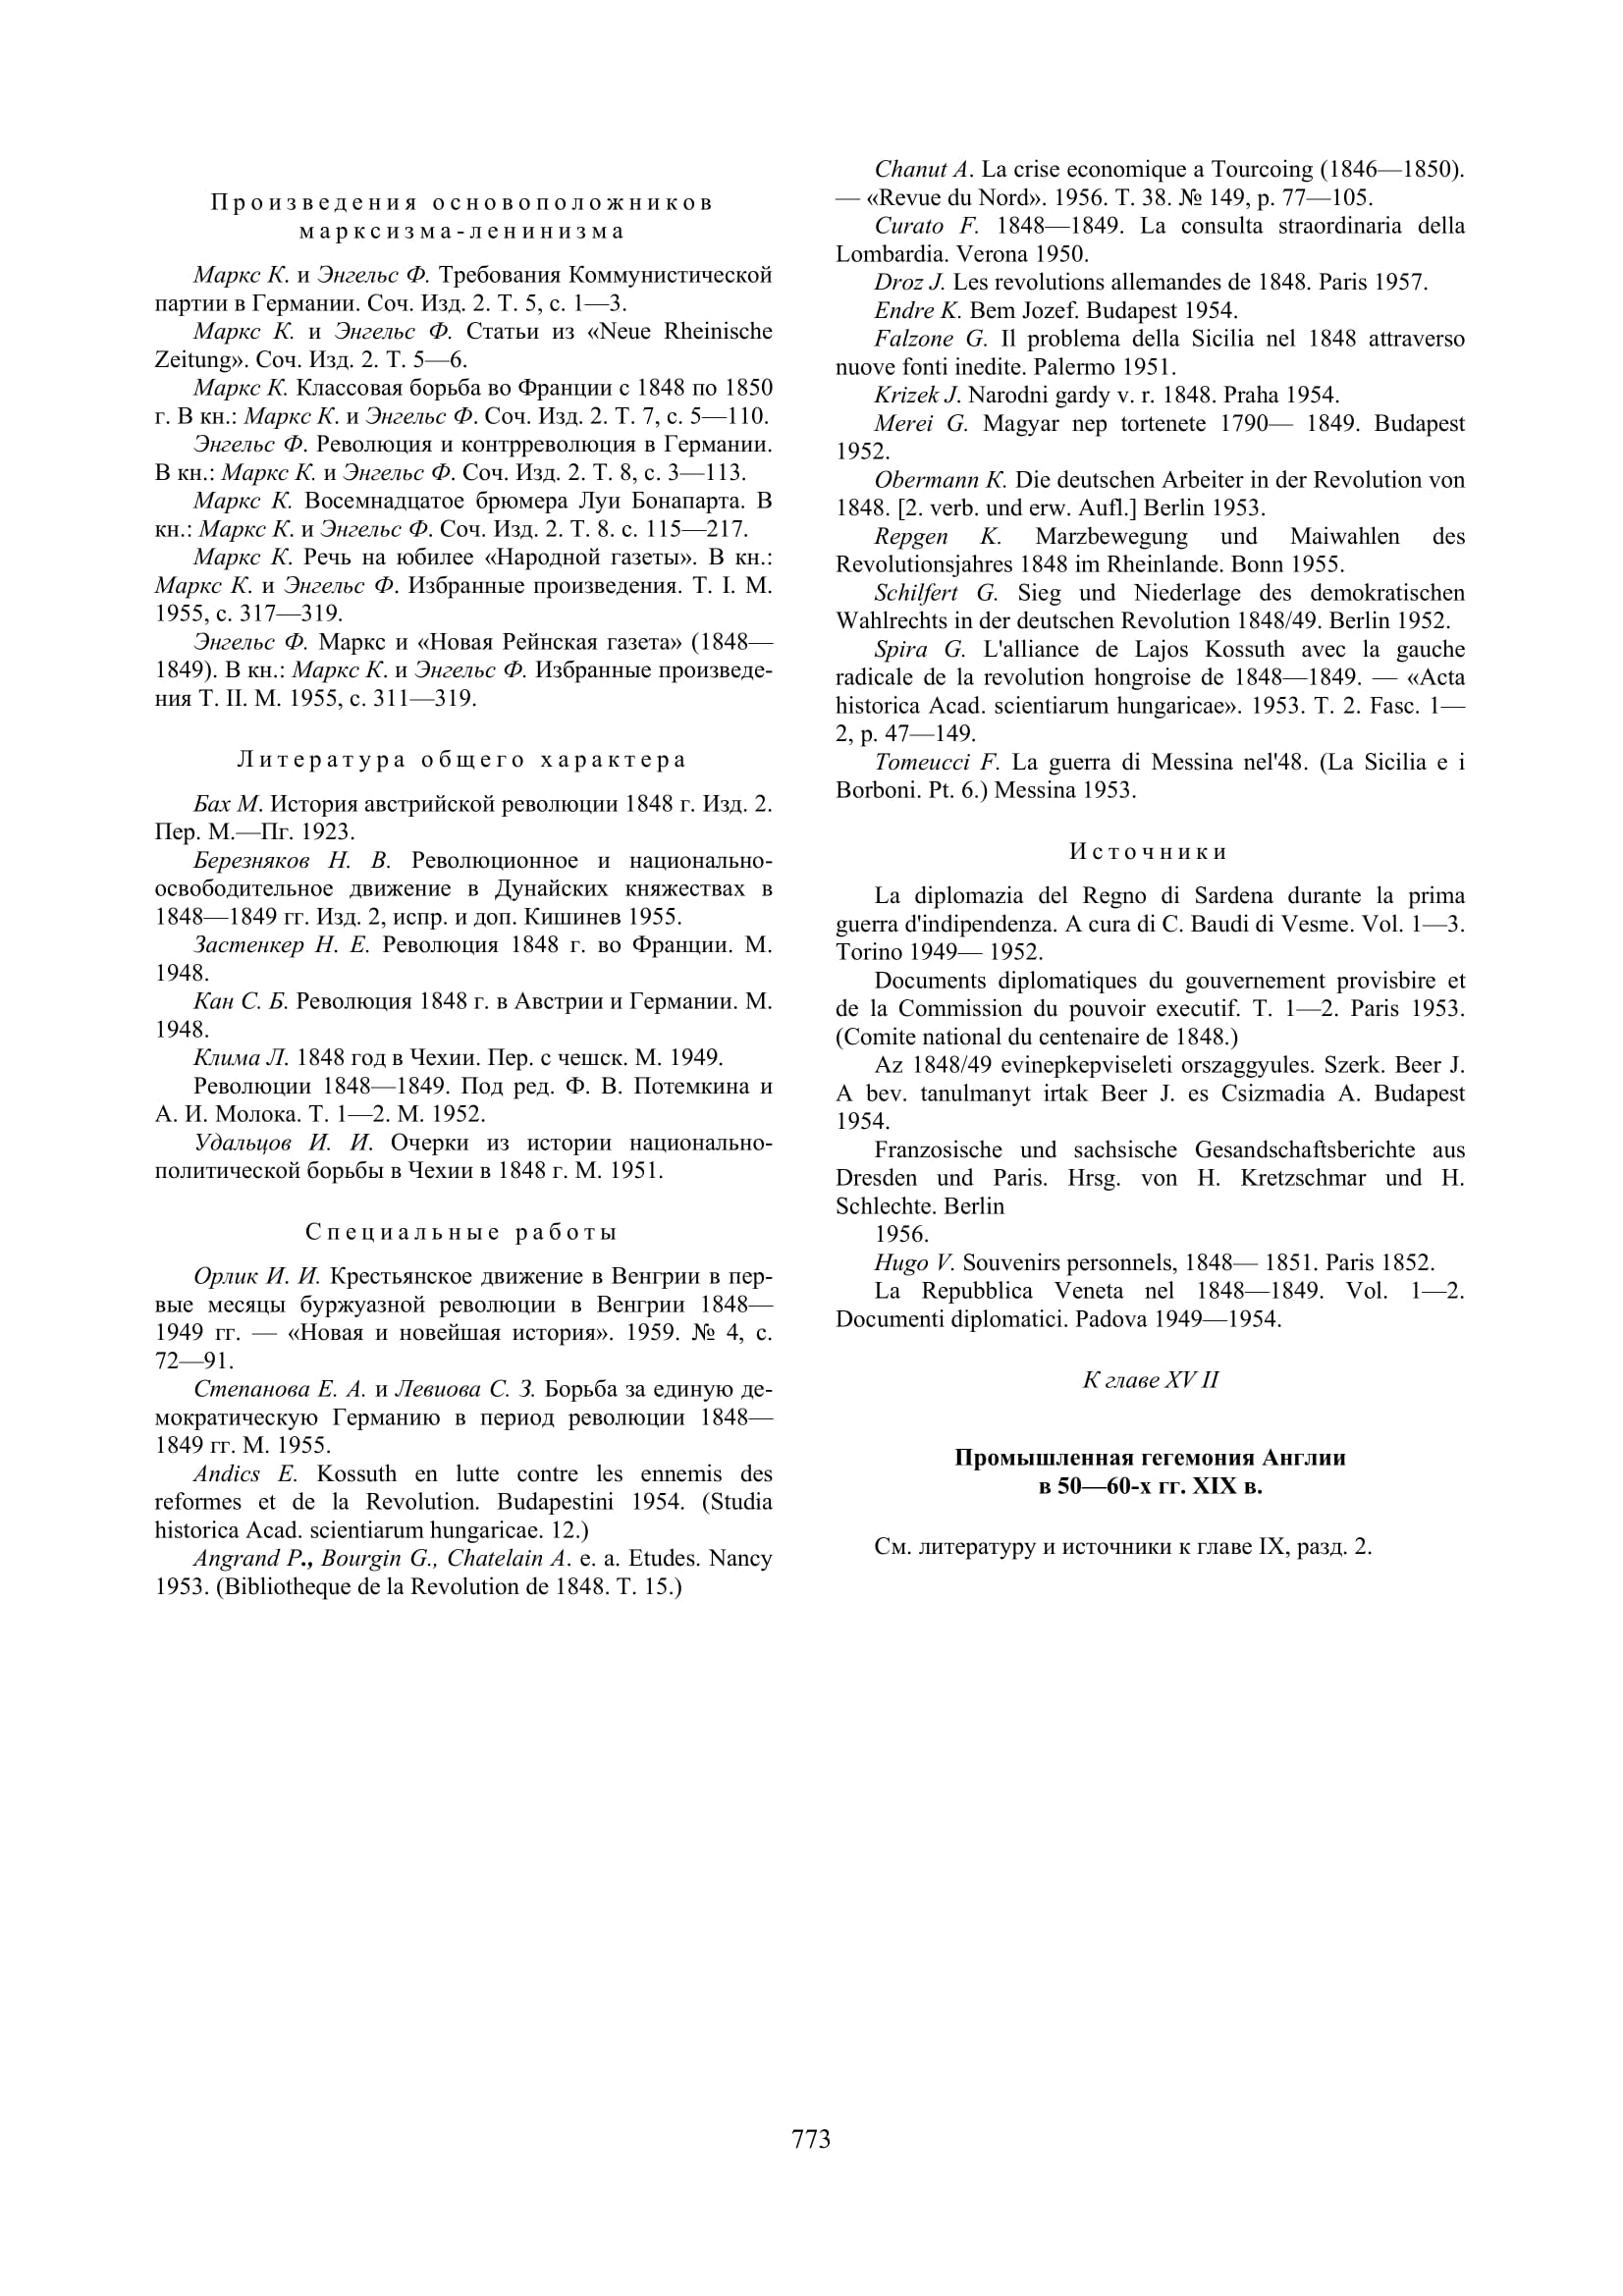 Произведения основоположников
марксизма-ленинизма
Маркс К. и Энгельс Ф. Требования Коммунистической
партии в Германии. Соч. Изд. 2. Т. 5, с. 1—3.
Маркс К. и Энгельс Ф. Статьи из «Neue Rheinische
Zeitung». Соч. Изд. 2. Т. 5—6.
Маркс К. Классовая борьба во Франции с 1848 по 1850
г. В кн.: Маркс К. и Энгельс Ф. Соч. Изд. 2. Т. 7, с. 5—110.
Энгельс Ф. Революция и контрреволюция в Германии.
В кн.: Маркс К. и Энгельс Ф. Соч. Изд. 2. Т. 8, с. 3—113.
Маркс К. Восемнадцатое брюмера Луи Бонапарта. В
кн.: Маркс К. и Энгельс Ф. Соч. Изд. 2. Т. 8. с. 115—217.
Маркс К. Речь на юбилее «Народной газеты». В кн.:
Маркс К. и Энгельс Ф. Избранные произведения. Т. I. М.
1955, с. 317—319.
Энгельс Ф. Маркс и «Новая Рейнская газета» (1848—
1849). В кн.: Маркс К. и Энгельс Ф. Избранные произведе-
ния Т. II. М. 1955, с. 311—319.
Литература общего характера
Бах М. История австрийской революции 1848 г. Изд. 2.
Пер. М.—Пг. 1923.
Березняков Н. В. Революционное и национально-
освободительное движение в Дунайских княжествах в
1848—1849 гг. Изд. 2, испр. и доп. Кишинев 1955.
Застенкер Н. Е. Революция 1848 г. во Франции. М.
1948.
Кан С. Б. Революция 1848 г. в Австрии и Германии. М.
1948.
Клима Л. 1848 год в Чехии. Пер. с чешск. М. 1949.
Революции 1848—1849. Под ред. Ф. В. Потемкина и
А. И. Молока. Т. 1—2. М. 1952.
Удальцов И. И. Очерки из истории национально-
политической борьбы в Чехии в 1848 г. М. 1951.
Специальные работы
Орлик И. И. Крестьянское движение в Венгрии в пер-
вые месяцы буржуазной революции в Венгрии 1848—
1949 гг. — «Новая и новейшая история». 1959. № 4, с.
72—91.
Степанова Е. А. и Левиова С. З. Борьба за единую де-
мократическую Германию в период революции 1848—
1849 гг. М. 1955.
Andics E. Kossuth en lutte contre les ennemis des
reformes et de la Revolution. Budapestini 1954. (Studia
historica Acad. scientiarum hungaricae. 12.)
Angrand P., Bourgin G., Chatelain A. e. a. Etudes. Nancy
1953. (Bibliotheque de la Revolution de 1848. T. 15.)
Chanut A. La crise economique a Tourcoing (1846—1850).
— «Revue du Nord». 1956. T. 38. № 149, p. 77—105.
Curato F. 1848—1849. La consulta straordinaria della
Lombardia. Verona 1950.
Droz J. Les revolutions allemandes de 1848. Paris 1957.
Endre K. Bem Jozef. Budapest 1954.
Falzone G. Il problema della Sicilia nel 1848 attraverso
nuove fonti inedite. Palermo 1951.
Krizek J. Narodni gardy v. r. 1848. Praha 1954.
Merei G. Magyar nep tortenete 1790— 1849. Budapest
1952.
Obermann K. Die deutschen Arbeiter in der Revolution von
1848. [2. verb. und erw. Aufl.] Berlin 1953.
Repgen K. Marzbewegung und Maiwahlen des
Revolutionsjahres 1848 im Rheinlande. Bonn 1955.
Schilfert G. Sieg und Niederlage des demokratischen
Wahlrechts in der deutschen Revolution 1848/49. Berlin 1952.
Spira G. L'alliance de Lajos Kossuth avec la gauche
radicale de la revolution hongroise de 1848—1849. — «Acta
historica Acad. scientiarum hungaricae». 1953. T. 2. Fasc. 1—
2, p. 47—149.
Tomeucci F. La guerra di Messina nel'48. (La Sicilia e i
Borboni. Pt. 6.) Messina 1953.
Источники
La diplomazia del Regno di Sardena durante la prima
guerra d'indipendenza. A cura di C. Baudi di Vesme. Vol. 1—3.
Torino 1949— 1952.
Documents diplomatiques du gouvernement provisbire et
de la Commission du pouvoir executif. T. 1—2. Paris 1953.
(Comite national du centenaire de 1848.)
Az 1848/49 evinepkepviseleti orszaggyules. Szerk. Beer J.
A bev. tanulmanyt irtak Beer J. es Csizmadia A. Budapest
1954.
Franzosische und sachsische Gesandschaftsberichte aus
Dresden und Paris. Hrsg. von H. Kretzschmar und H.
Schlechte. Berlin
1956.
Hugo V. Souvenirs personnels, 1848— 1851. Paris 1852.
La Repubblica Veneta nel 1848—1849. Vol. 1—2.
Documenti diplomatici. Padova 1949—1954.
К главе XV II
Промышленная гегемония Англии
в 50—60-х гг. XIX в.
См. литературу и источники к главе IX, разд. 2.
773